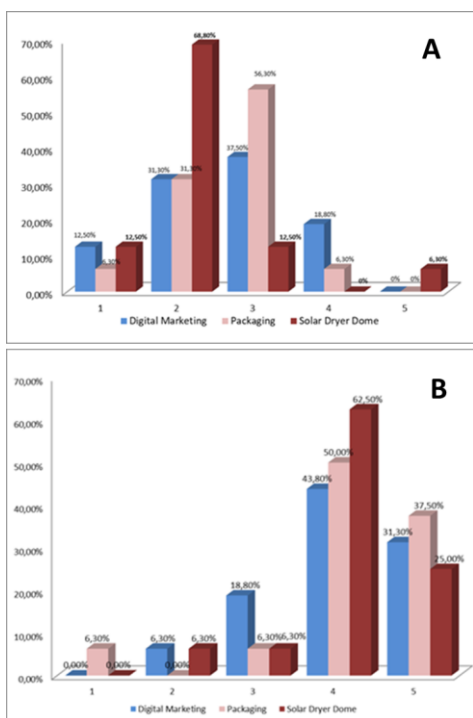 A
70,00%
68,80%
60,00%
56,30%
50,00%
40,00%
37,50%
31,30% 31,30%
30,00%
20,00%
18,80%
12,50% 12,50% 12,50%
10,00%
6,30% 6,30% 6,30%
0% 0% 0%
0,00%
1 2 3 4 5
Digital Marketing Packaging Solar Dryer Dome
B
70,00%
62,50%
60,00%
50,00%
50,00%
43,80%
40,00%
37,50%
31,30%
30,00%
25,00%
20,00%
18,80%
10,00%
6,30% 6,30% 6,30% 6,30% 6,30%
0,00% 0,00% 0,00%
0,00%
1 2 3 4 5
Digital Marketing Packaging Solar Dryer Dome